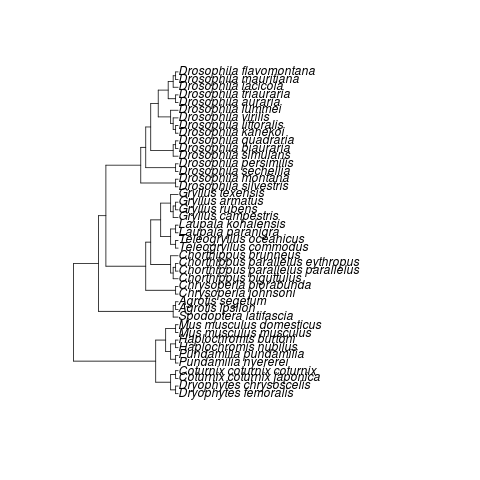 Drosophila flavomontana
Drosophila mauritiana
Drosophila lacicola
Drosophila triauraria
Drosophila auraria
Drosophila lummei
Drosophila virilis
Drosophila littoralis
Drosophila kanekoi
Drosophila quadraria
Drosophila biauraria
Drosophila simulans
Drosophila persimilis
Drosophila sechellia
Drosophila montana
Drosophila silvestris
Gryllus texensis
Gryllus armatus
Gryllus rubens
Gryllus campestris
Laupala kohalensis
Laupala paranigra
Teleogryllus oceanicus
Teleogryllus commodus
Chorthippus brunneus
Chorthippus parallelus eythropus
Chorthippus parallelus parallelus
Chorthippus biguttulus
Chrysoperla plorabunda
Chrysoperla johnsoni
Agrotis segetum
Agrotis ipsilon
Spodoptera latifascia
Mus musculus domesticus
Mus musculus musculus
Haplochromis burtoni
Haplochromis nubilus
Pundamilia pundamilia
Pundamilia nyererei
Coturnix coturnix coturnix
Coturnix coturnix japonica
Dryophytes chrysoscelis
Dryophytes femoralis